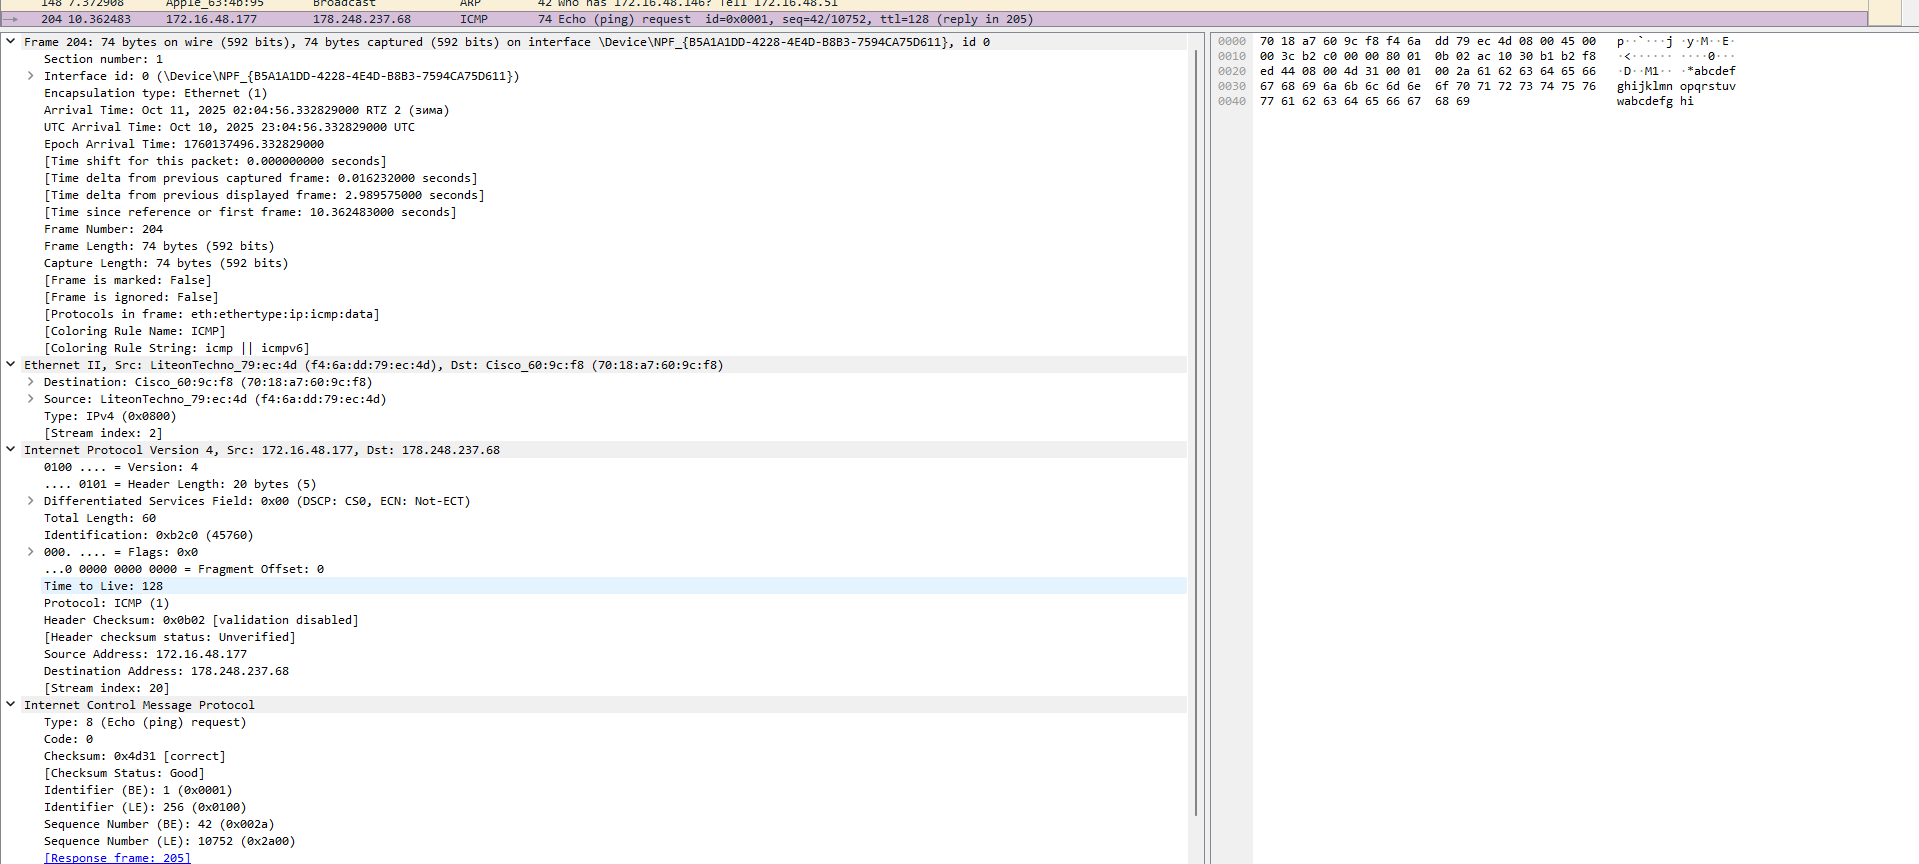 148 7.372908 Apple_63:4b:95 Broadcast ARP 42 Who has 172.16.48.146? Tell 172.16.48.51
204 10.362483 172.16.48.177 178.248.237.68 ICMP 74 Echo (ping) request id=0x0001, seq=42/10752, ttl=128 (reply in 205)
Frame 204: 74 bytes on wire (592 bits), 74 bytes captured (592 bits) on interface \Device\NPF_{B5A1A1DD-4228-4E4D-B8B3-7594CA75D611}, id 0
Section number: 1
Interface id: 0 (\Device\NPF_{B5A1A1DD-4228-4E4D-B8B3-7594CA75D611})
Encapsulation type: Ethernet (1)
Arrival Time: Oct 11, 2025 02:04:56.332829000 RTZ 2 (зима)
UTC Arrival Time: Oct 10, 2025 23:04:56.332829000 UTC
Epoch Arrival Time: 1760137496.332829000
[Time shift for this packet: 0.000000000 seconds]
[Time delta from previous captured frame: 0.016232000 seconds]
[Time delta from previous displayed frame: 2.989575000 seconds]
[Time since reference or first frame: 10.362483000 seconds]
Frame Number: 204
Frame Length: 74 bytes (592 bits)
Capture Length: 74 bytes (592 bits)
[Frame is marked: False]
[Frame is ignored: False]
[Protocols in frame: eth:ethertype:ip:icmp:data]
[Coloring Rule Name: ICMP]
[Coloring Rule String: icmp || icmpv6]
Ethernet II, Src: LiteonTechno_79:ec:4d (f4:6a:dd:79:ec:4d), Dst: Cisco_60:9c:f8 (70:18:a7:60:9c:f8)
Destination: Cisco_60:9c:f8 (70:18:a7:60:9c:f8)
Source: LiteonTechno_79:ec:4d (f4:6a:dd:79:ec:4d)
Type: IPv4 (0x0800)
[Stream index: 2]
Internet Protocol Version 4, Src: 172.16.48.177, Dst: 178.248.237.68
0100 .... = Version: 4
.... 0101 = Header Length: 20 bytes (5)
Differentiated Services Field: 0x00 (DSCP: CS0, ECN: Not-ECT)
Total Length: 60
Identification: 0xb2c0 (45760)
000. .... = Flags: 0x0
...0 0000 0000 0000 = Fragment Offset: 0
Time to Live: 128
Protocol: ICMP (1)
Header Checksum: 0x0b02 [validation disabled]
[Header checksum status: Unverified]
Source Address: 172.16.48.177
Destination Address: 178.248.237.68
[Stream index: 20]
Internet Control Message Protocol
Type: 8 (Echo (ping) request)
Code: 0
Checksum: 0x4d31 [correct]
[Checksum Status: Good]
Identifier (BE): 1 (0x0001)
Identifier (LE): 256 (0x0100)
Sequence Number (BE): 42 (0x002a)
Sequence Number (LE): 10752 (0x2a00)
[Response frame: 205]
0000 70 18 a7 60 9c f8 f4 6a dd 79 ec 4d 08 00 45 00 p··`···j ·y·M··E·
0010 00 3c b2 c0 00 00 80 01 0b 02 ac 10 30 b1 b2 f8 ·<······ ····0···
0020 ed 44 08 00 4d 31 00 01 00 2a 61 62 63 64 65 66 ·D··M1·· ·*abcdef
0030 67 68 69 6a 6b 6c 6d 6e 6f 70 71 72 73 74 75 76 ghijklmn opqrstuv
0040 77 61 62 63 64 65 66 67 68 69 wabcdefg hi